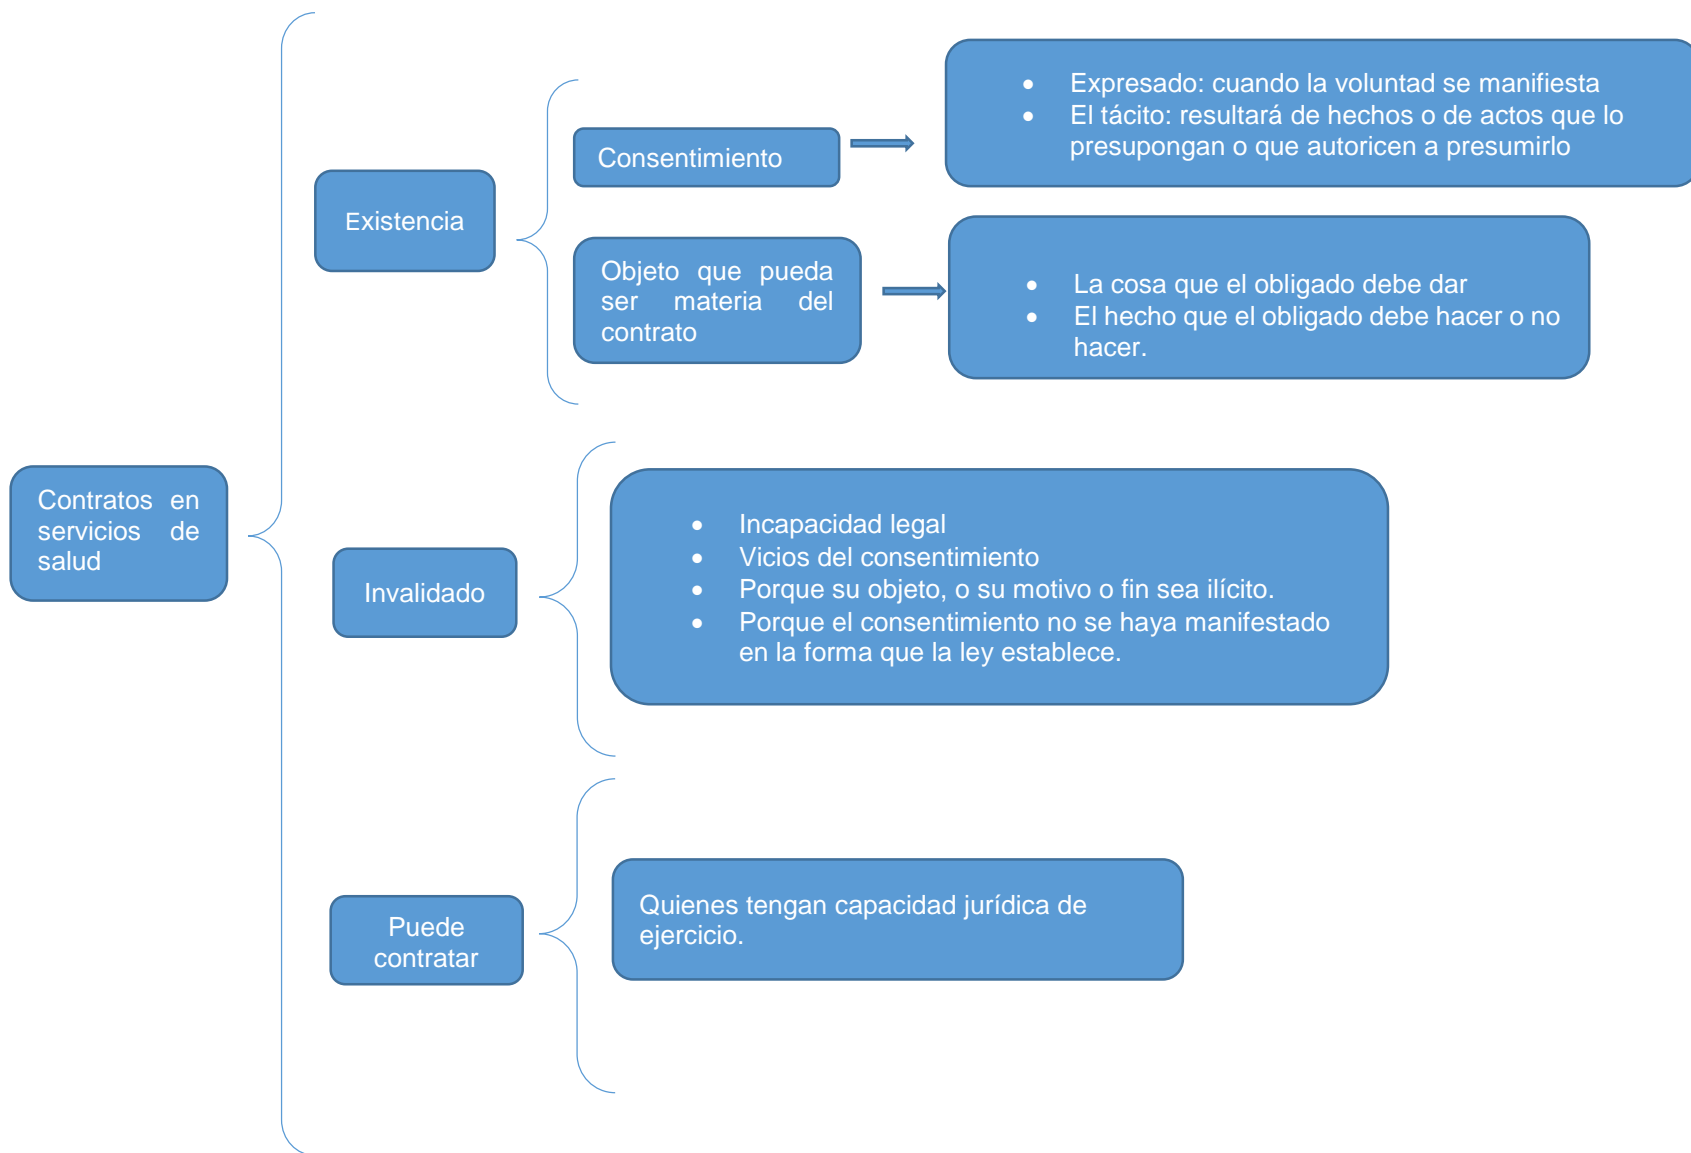 Contratos en
servicios de
salud
Existencia
Consentimiento
• Expresado: cuando la voluntad se manifiesta
• El tácito: resultará de hechos o de actos que lo
presupongan o que autoricen a presumirlo
Objeto que pueda
ser materia del
contrato
• La cosa que el obligado debe dar
• El hecho que el obligado debe hacer o no
hacer.
Invalidado
• Incapacidad legal
• Vicios del consentimiento
• Porque su objeto, o su motivo o fin sea ilícito.
• Porque el consentimiento no se haya manifestado
en la forma que la ley establece.
Puede
contratar
Quienes tengan capacidad jurídica de
ejercicio.